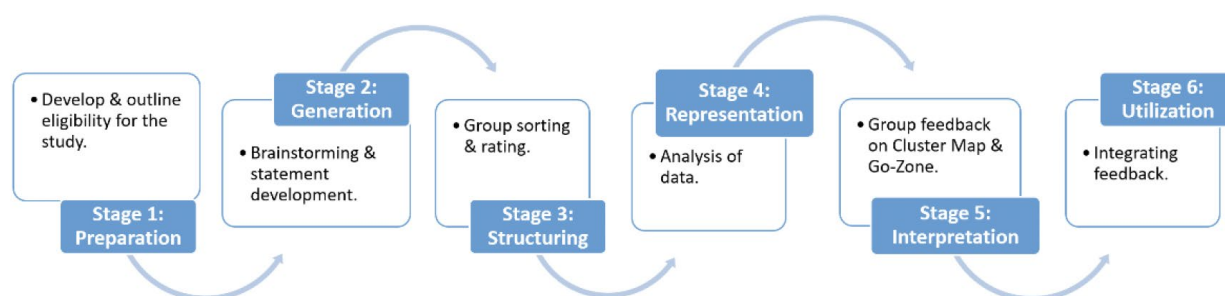 • Develop & outline
eligibility for the
study.
Stage 1:
Preparation
Stage 2:
Generation
• Brainstorming &
statement
development.
• Group sorting
& rating.
Stage 3:
Structuring
Stage 4:
Representation
• Analysis of
data.
• Group feedback
on Cluster Map &
Go-Zone.
Stage 5:
Interpretation
Stage 6:
Utilization
• Integrating
feedback.